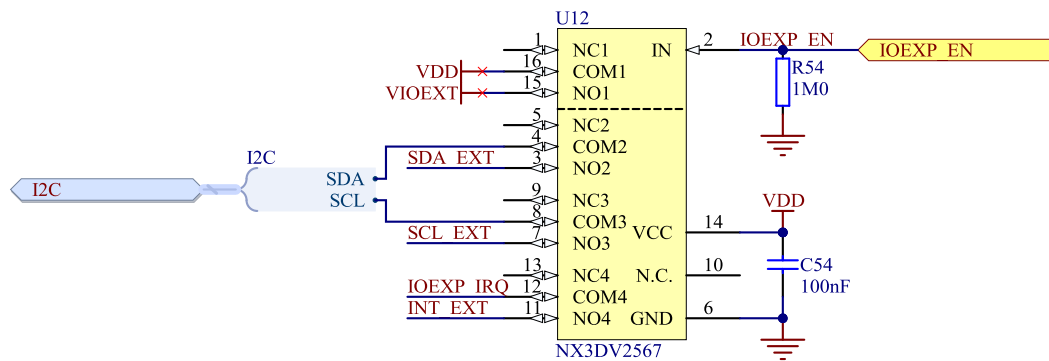 U12
1 NC1 IN 2 IOEXP_EN IOEXP_EN
VDD 16 COM1
VIOEXT 15 NO1
R54
1M0
5 NC2
4 COM2
SDA_EXT 3 NO2
I2C
I2C
SDA
SCL
9 NC3
8 COM3
SCL_EXT 7 NO3
VCC 14
VDD
13 NC4 N.C. 10
IOEXP_IRQ 12 COM4
INT_EXT 11 NO4 GND 6
C54
100nF
NX3DV2567